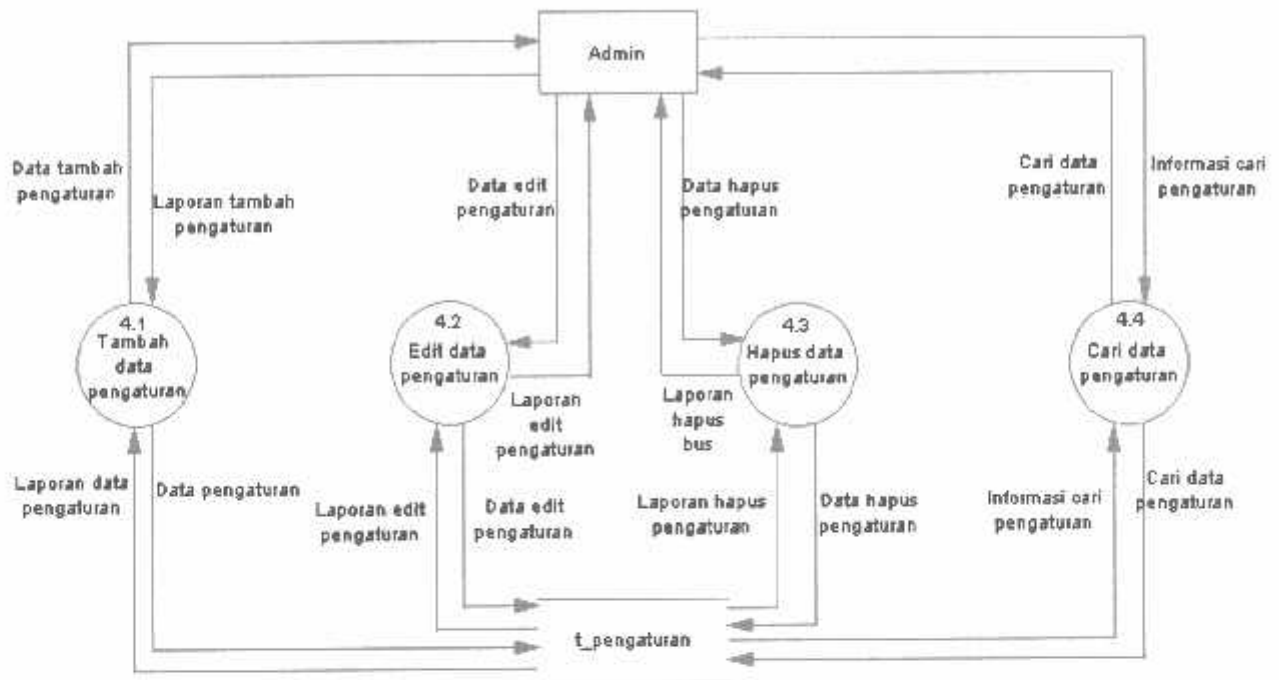 Admin
Data tambah
pengaturan
Laporan tambah
pengaturan
Data edit
pengaturan
Data hapus
pengaturan
Cari data
pengaturan
Informasi cari
pengaturan
4.1
Tambah
data
pengaturan
4.2
Edit data
pengaturan
4.3
Hapus data
pengaturan
4.4
Cari data
pengaturan
Laporan
edit
pengaturan
Laporan
hapus
bus
Laporan data
pengaturan
Data pengaturan
Laporan edit
pengaturan
Data edit
pengaturan
Laporan hapus
pengaturan
Data hapus
pengaturan
Informasi cari
pengaturan
Cari data
pengaturan
t_pengaturan